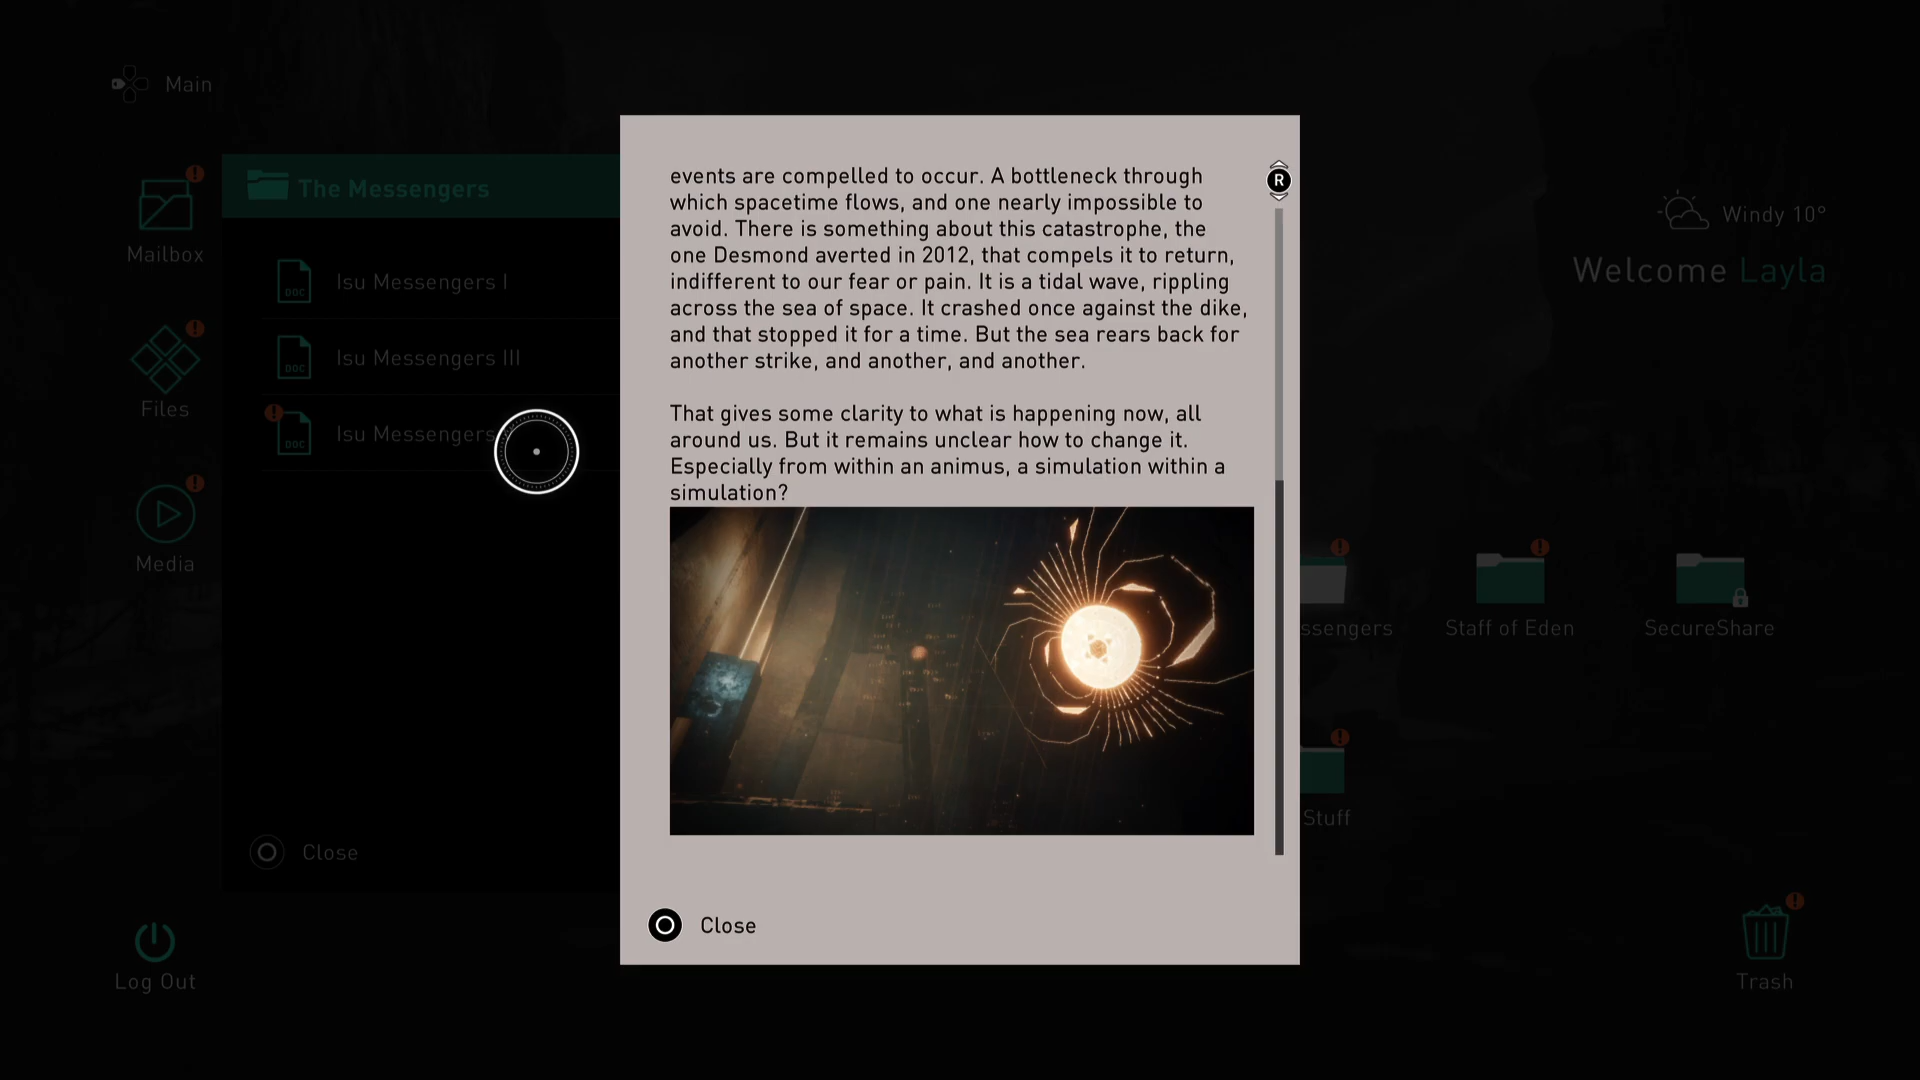 Main
The Messengers
Mailbox
Isu Messengers I
Isu Messengers III
Isu Messengers
Files
Media
Close
Log Out
events are compelled to occur. A bottleneck through
which spacetime flows, and one nearly impossible to
avoid. There is something about this catastrophe, the
one Desmond averted in 2012, that compels it to return,
indifferent to our fear or pain. It is a tidal wave, rippling
across the sea of space. It crashed once against the dike,
and that stopped it for a time. But the sea rears back for
another strike, and another, and another.
That gives some clarity to what is happening now, all
around us. But it remains unclear how to change it.
Especially from within an animus, a simulation within a
simulation?
R
Close
Windy 10°
Welcome Layla
ssengers
Staff of Eden
SecureShare
Stuff
Trash
DOC
DOC
DOC